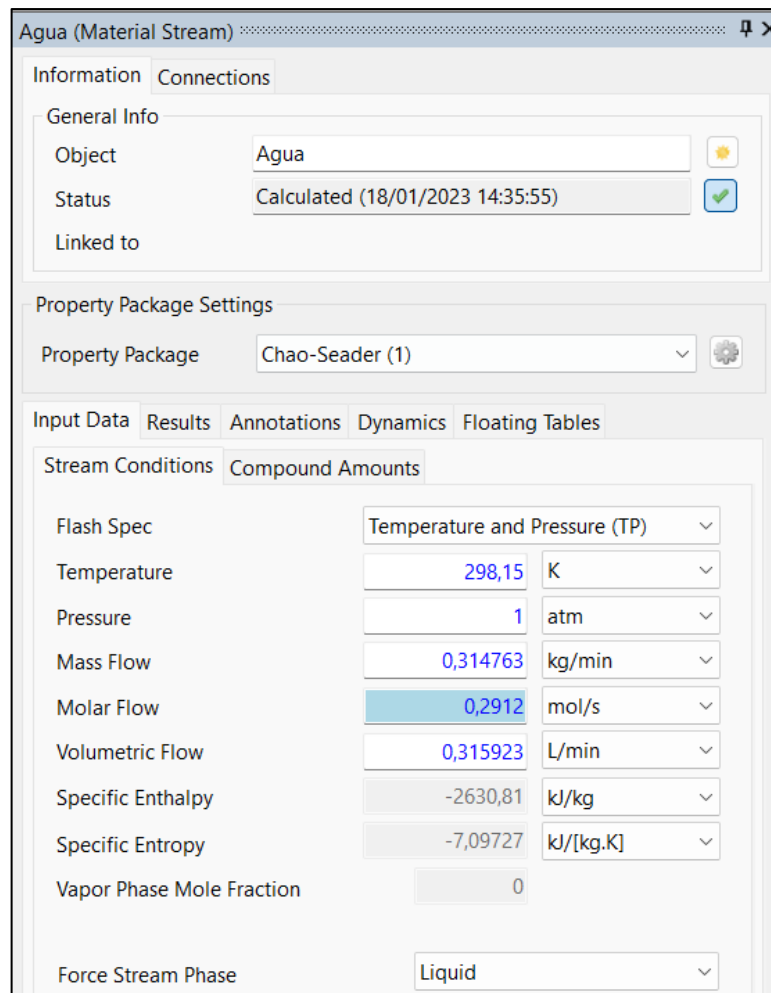 Agua (Material Stream)
Information Connections
General Info
Object Agua
Status Calculated (18/01/2023 14:35:55)
Linked to
Property Package Settings
Property Package Chao-Seader (1)
Input Data Results Annotations Dynamics Floating Tables
Stream Conditions Compound Amounts
Flash Spec Temperature and Pressure (TP)
Temperature 298,15 K
Pressure 1 atm
Mass Flow 0,314763 kg/min
Molar Flow 0,2912 mol/s
Volumetric Flow 0,315923 L/min
Specific Enthalpy -2630,81 kJ/kg
Specific Entropy -7,09727 kJ/[kg.K]
Vapor Phase Mole Fraction 0
Force Stream Phase Liquid